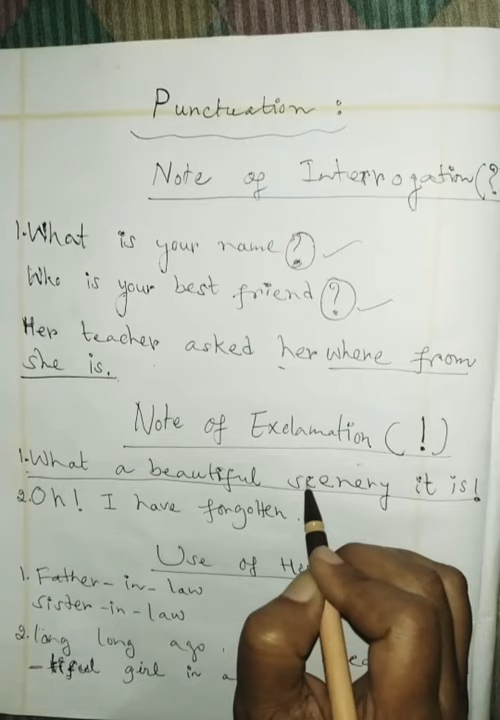 Punctuation :
Note of Interrogation (?
1. What is your name ?
Who is your best friend ?
Her teacher asked her where from
she is.
Note of Exclamation ( ! )
1. What a beautiful scenery it is!
2. Oh! I have forgotten.
Use of
1. Father-in-law
Sister-in-law
2. long long ago,
girl in a